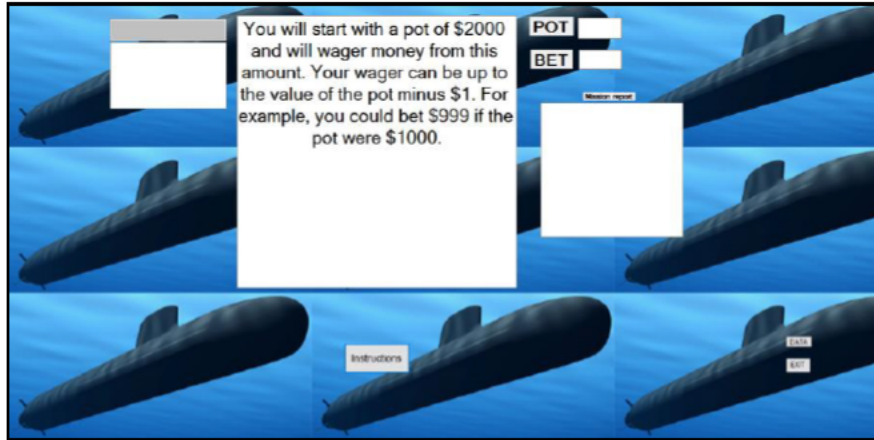 You will start with a pot of $2000
and will wager money from this
amount. Your wager can be up to
the value of the pot minus $1. For
example, you could bet $999 if the
pot were $1000.
POT
BET
Mission report
Instructions
DATA
EXIT